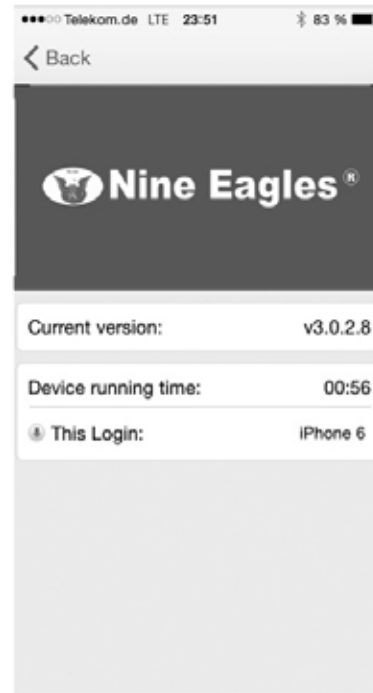 Telekom.de LTE 23:51 83 %
Back
Nine Eagles®
Current version: v3.0.2.8
Device running time: 00:56
This Login: iPhone 6